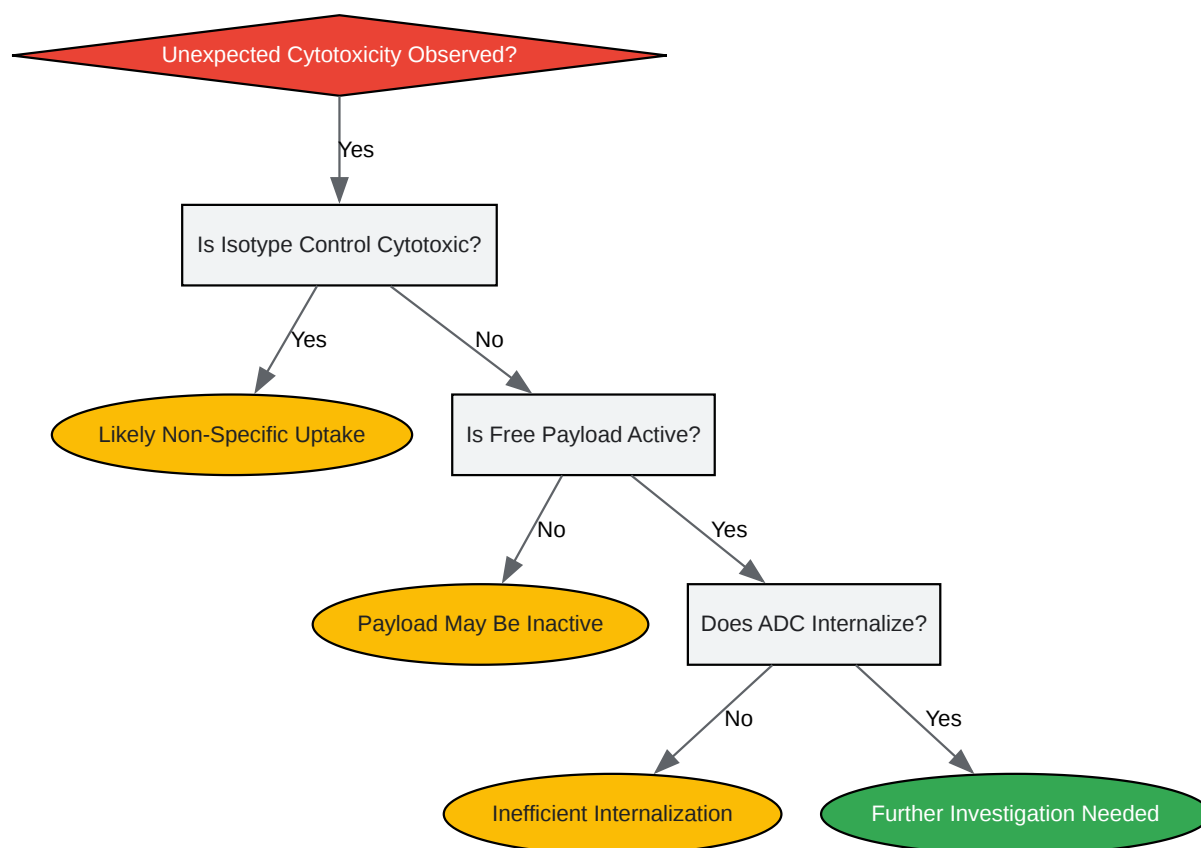 Unexpected Cytotoxicity Observed?
Yes
Is Isotype Control Cytotoxic?
Yes
No
Likely Non-Specific Uptake
Is Free Payload Active?
No
Yes
Payload May Be Inactive
Does ADC Internalize?
No
Yes
Inefficient Internalization
Further Investigation Needed